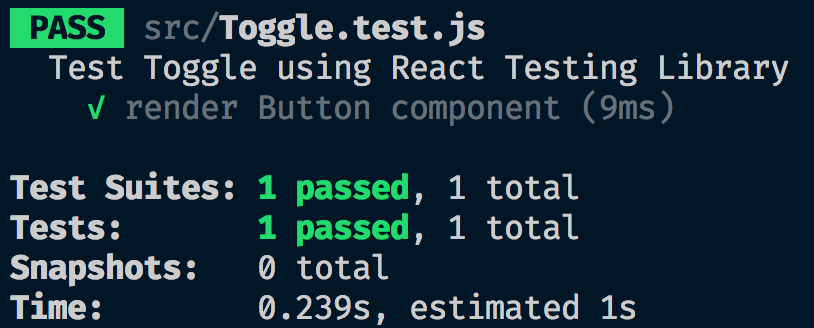 PASS src/Toggle.test.js
Test Toggle using React Testing Library
√ render Button component (9ms)
Test Suites: 1 passed, 1 total
Tests: 1 passed, 1 total
Snapshots: 0 total
Time: 0.239s, estimated 1s